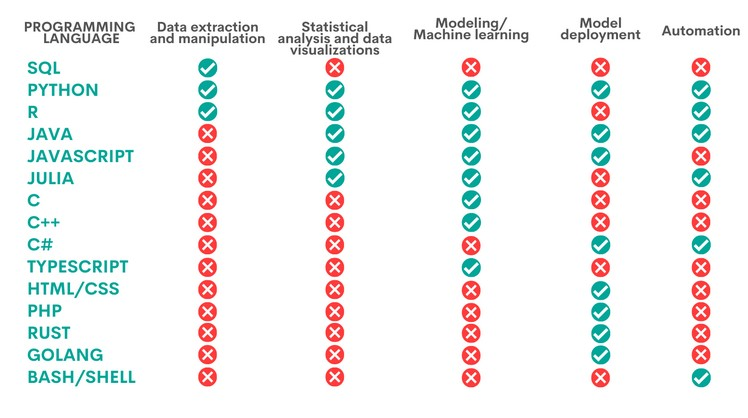 PROGRAMMING
LANGUAGE
Data extraction
and manipulation
Statistical
analysis and data
visualizations
Modeling/
Machine learning
Model
deployment
Automation
SQL
PYTHON
R
JAVA
JAVASCRIPT
JULIA
C
C++
C#
TYPESCRIPT
HTML/CSS
PHP
RUST
GOLANG
BASH/SHELL